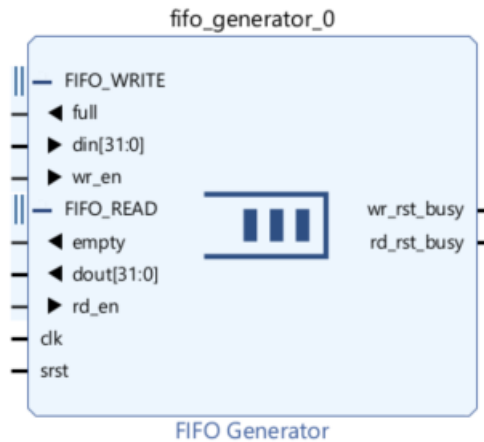 fifo_generator_0
FIFO_WRITE
full
din[31:0]
wr_en
FIFO_READ
empty
dout[31:0]
rd_en
clk
srst
wr_rst_busy
rd_rst_busy
FIFO Generator